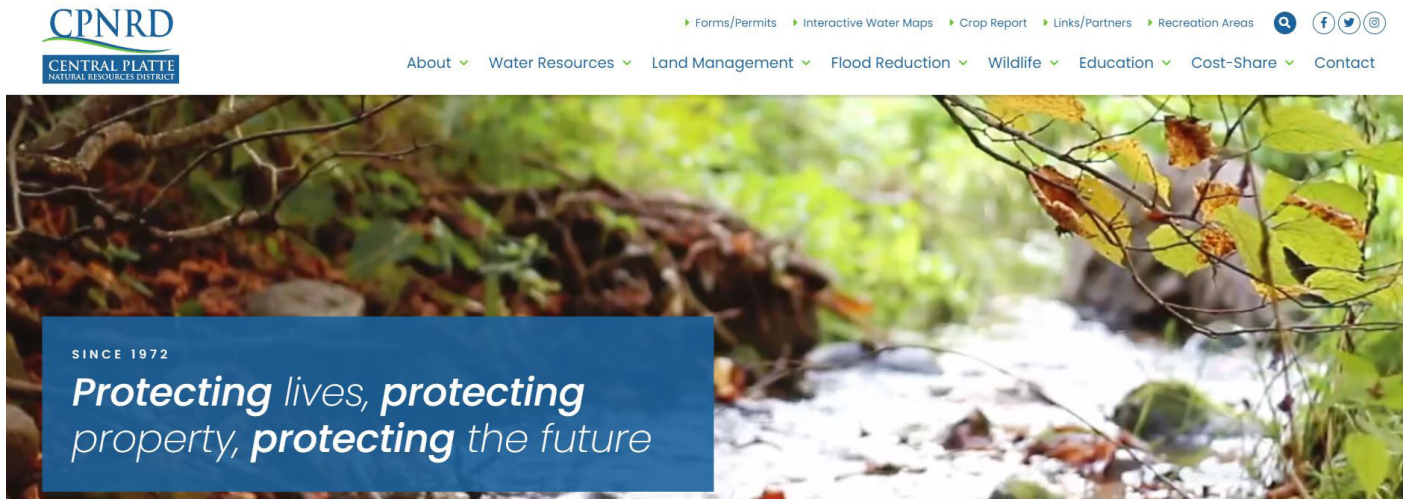 CPNRD
CENTRAL PLATTE
NATURAL RESOURCES DISTRICT
Forms/Permits Interactive Water Maps Crop Report Links/Partners Recreation Areas
About Water Resources Land Management Flood Reduction Wildlife Education Cost-Share Contact
SINCE 1972
Protecting lives, protecting
property, protecting the future